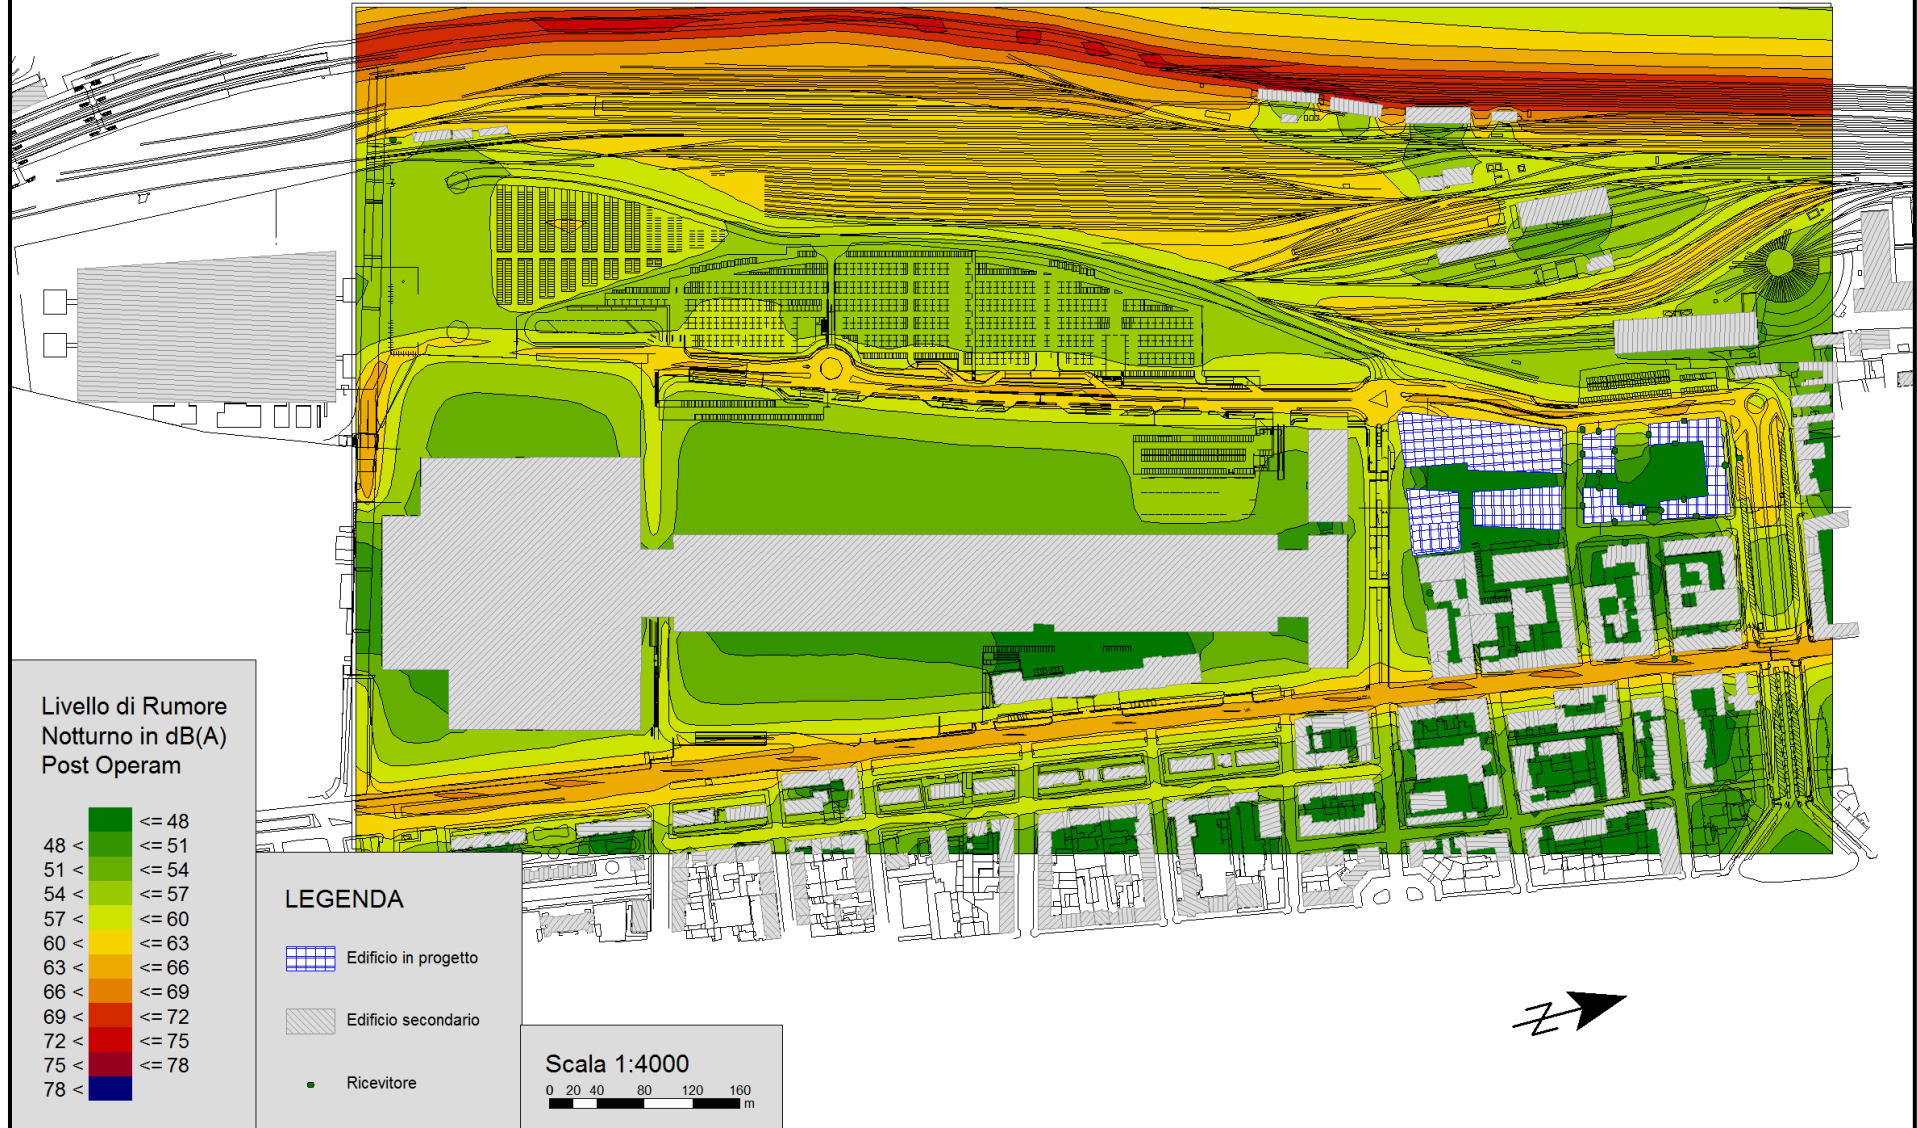 Livello di Rumore
Notturno in dB(A)
Post Operam
<= 48
48 < <= 51
51 < <= 54
54 < <= 57
57 < <= 60
60 < <= 63
63 < <= 66
66 < <= 69
69 < <= 72
72 < <= 75
75 < <= 78
78 <
LEGENDA
Edificio in progetto
Edificio secondario
Ricevitore
Scala 1:4000
0 20 40 80 120 160
m
Z